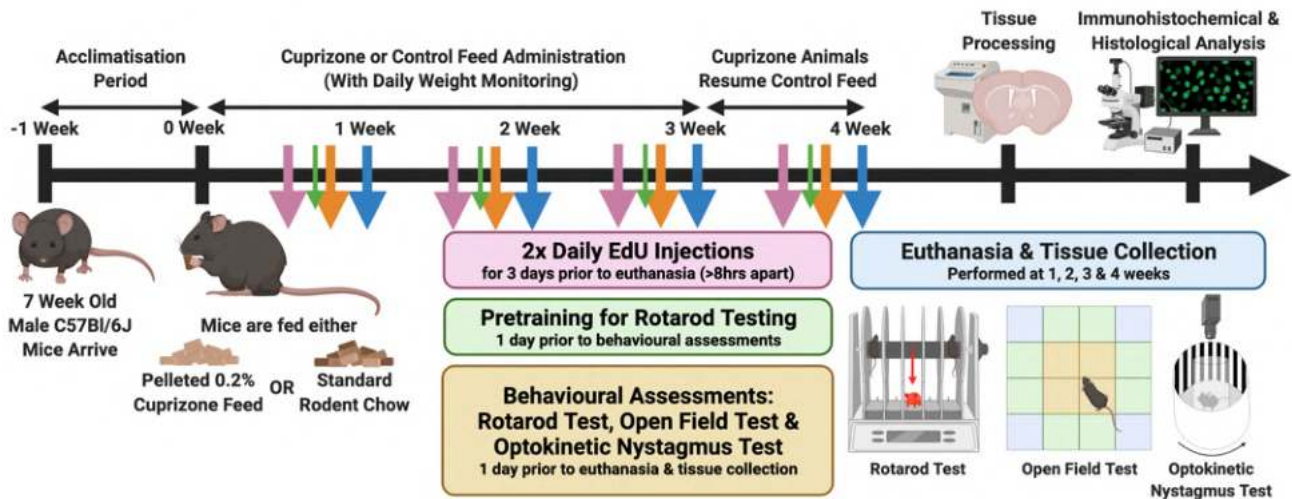 Acclimatisation
Period
Cuprizone or Control Feed Administration
(With Daily Weight Monitoring)
Cuprizone Animals
Resume Control Feed
Tissue
Processing
Immunohistochemical &
Histological Analysis
-1 Week
0 Week
1 Week
2 Week
3 Week
4 Week
7 Week Old
Male C57Bl/6J
Mice Arrive
Mice are fed either
Pelleted 0.2%
Cuprizone Feed
OR
Standard
Rodent Chow
2x Daily EdU Injections
for 3 days prior to euthanasia (>8hrs apart)
Pretraining for Rotarod Testing
1 day prior to behavioural assessments
Behavioural Assessments:
Rotarod Test, Open Field Test &
Optokinetic Nystagmus Test
1 day prior to euthanasia & tissue collection
Euthanasia & Tissue Collection
Performed at 1, 2, 3 & 4 weeks
Rotarod Test
Open Field Test
Optokinetic
Nystagmus Test